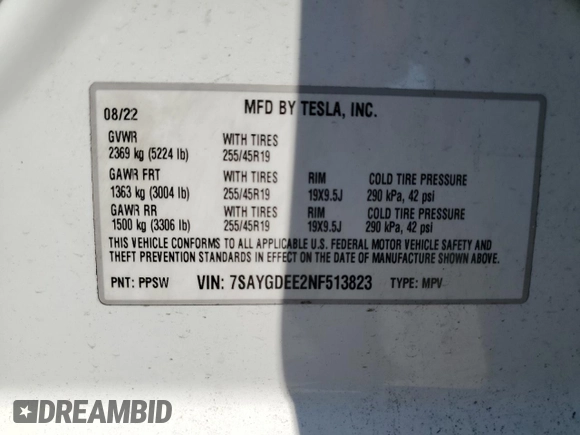 08/22 MFD BY TESLA, INC.
GVWR WITH TIRES
2369 kg (5224 lb) 255/45R19
GAWR FRT WITH TIRES RIM COLD TIRE PRESSURE
1363 kg (3004 lb) 255/45R19 19X9.5J 290 kPa, 42 psi
GAWR RR WITH TIRES RIM COLD TIRE PRESSURE
1500 kg (3306 lb) 255/45R19 19X9.5J 290 kPa, 42 psi
THIS VEHICLE CONFORMS TO ALL APPLICABLE U.S. FEDERAL MOTOR VEHICLE SAFETY AND
THEFT PREVENTION STANDARDS IN EFFECT ON THE DATE OF MANUFACTURE SHOWN ABOVE.
PNT: PPSW VIN: 7SAYGDEE2NF513823 TYPE: MPV
DREAMBID